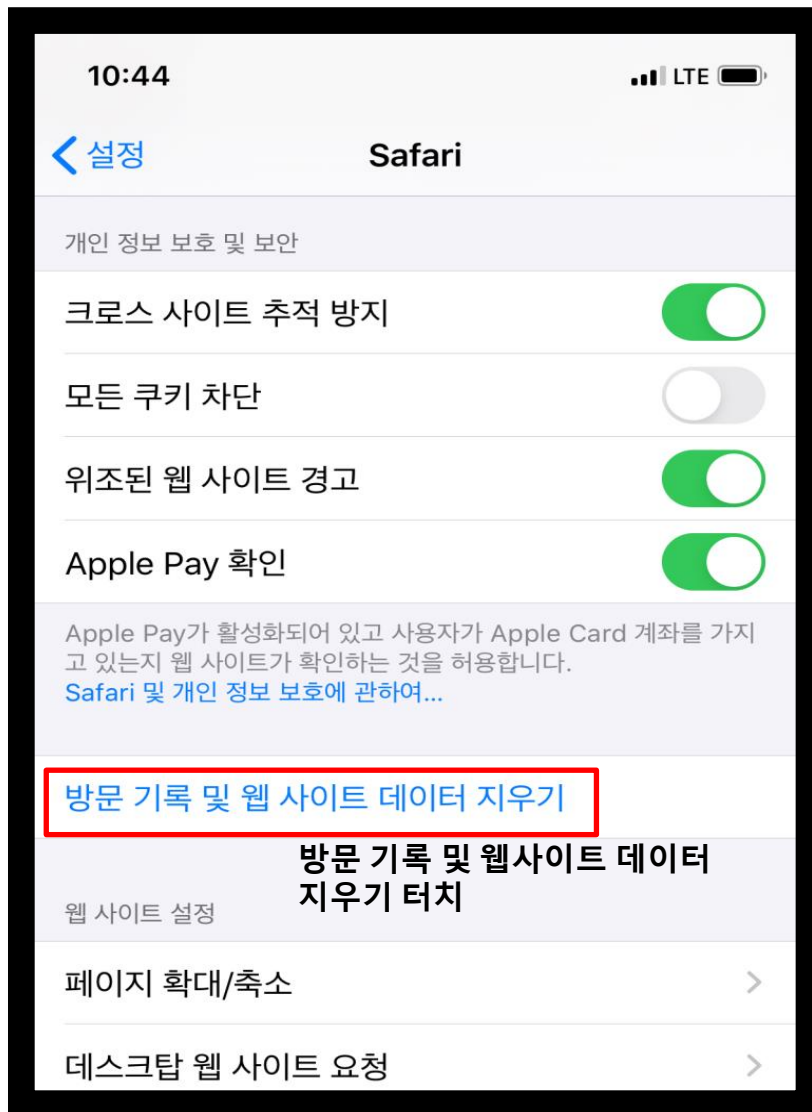 10:44
LTE
설정
Safari
개인 정보 보호 및 보안
크로스 사이트 추적 방지
모든 쿠키 차단
위조된 웹 사이트 경고
Apple Pay 확인
Apple Pay가 활성화되어 있고 사용자가 Apple Card 계좌를 가지
고 있는지 웹 사이트가 확인하는 것을 허용합니다.
Safari 및 개인 정보 보호에 관하여...
방문 기록 및 웹 사이트 데이터 지우기
방문 기록 및 웹사이트 데이터
지우기 터치
웹 사이트 설정
페이지 확대/축소
데스크탑 웹 사이트 요청